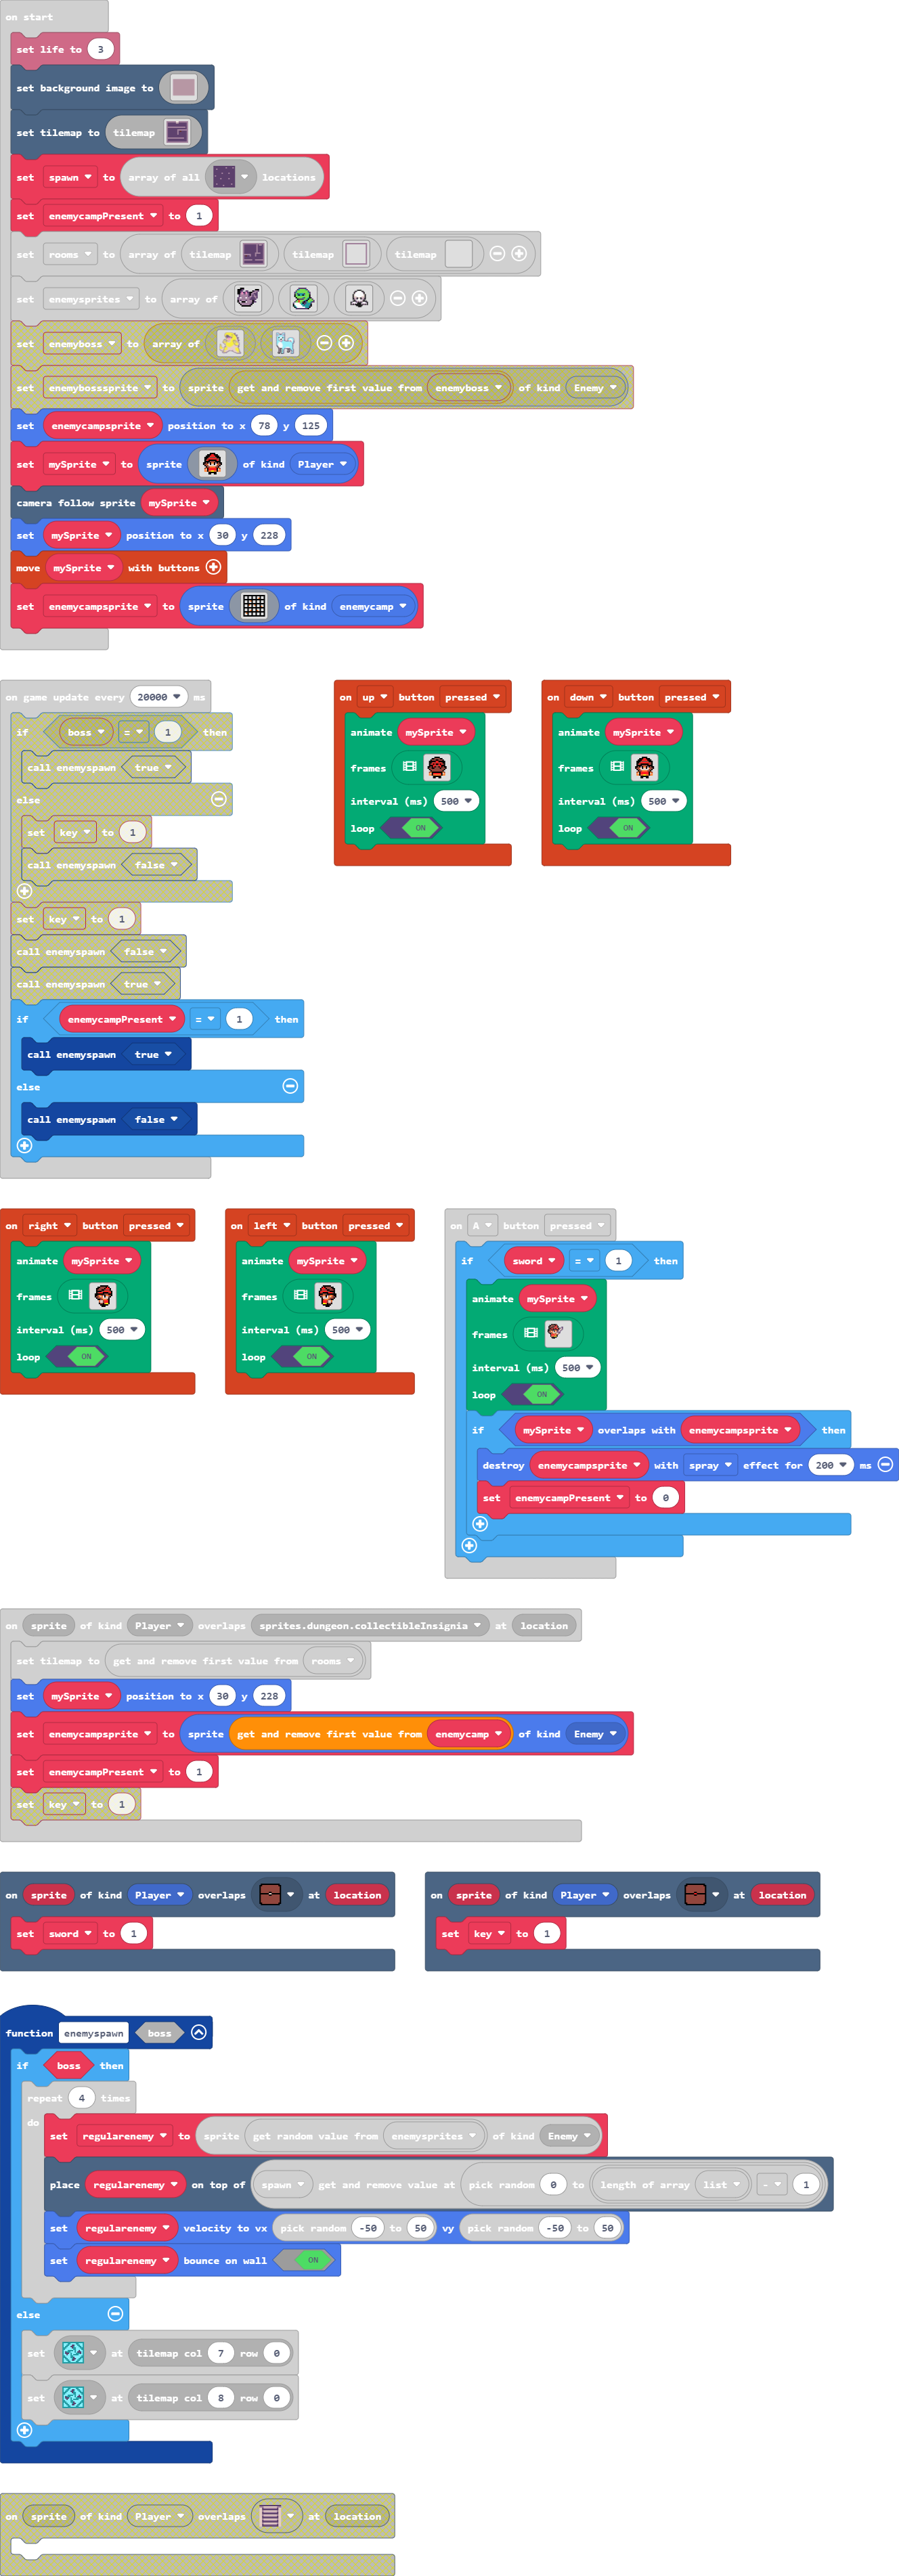 on start
set life to 3
set background image to
set tilemap to tilemap
set spawn to array of all locations
set enemycampPresent to 1
set rooms to array of tilemap tilemap tilemap
set enemysprites to array of
set enemyboss to array of
set enemybosssprite to sprite get and remove first value from enemyboss of kind Enemy
set enemycampsprite position to x 78 y 125
set mySprite to sprite of kind Player
camera follow sprite mySprite
set mySprite position to x 30 y 228
move mySprite with buttons
set enemycampsprite to sprite of kind enemycamp
on game update every 20000 ms
if boss = 1 then
call enemyspawn true
else
set key to 1
call enemyspawn false
set key to 1
call enemyspawn false
call enemyspawn true
if enemycampPresent = 1 then
call enemyspawn true
else
call enemyspawn false
on up button pressed
animate mySprite
frames
interval (ms) 500
loop ON
on down button pressed
animate mySprite
frames
interval (ms) 500
loop ON
on right button pressed
animate mySprite
frames
interval (ms) 500
loop ON
on left button pressed
animate mySprite
frames
interval (ms) 500
loop ON
on A button pressed
if sword = 1 then
animate mySprite
frames
interval (ms) 500
loop ON
if mySprite overlaps with enemycampsprite then
destroy enemycampsprite with spray effect for 200 ms
set enemycampPresent to 0
on sprite of kind Player overlaps sprites.dungeon.collectibleInsignia at location
set tilemap to get and remove first value from rooms
set mySprite position to x 30 y 228
set enemycampsprite to sprite get and remove first value from enemycamp of kind Enemy
set enemycampPresent to 1
set key to 1
on sprite of kind Player overlaps at location
set sword to 1
on sprite of kind Player overlaps at location
set key to 1
function enemyspawn boss
if boss then
repeat 4 times
do
set regularenemy to sprite get random value from enemysprites of kind Enemy
place regularenemy on top of spawn get and remove value at pick random 0 to length of array list - 1
set regularenemy velocity to vx pick random -50 to 50 vy pick random -50 to 50
set regularenemy bounce on wall ON
else
set at tilemap col 7 row 0
set at tilemap col 8 row 0
on sprite of kind Player overlaps at location